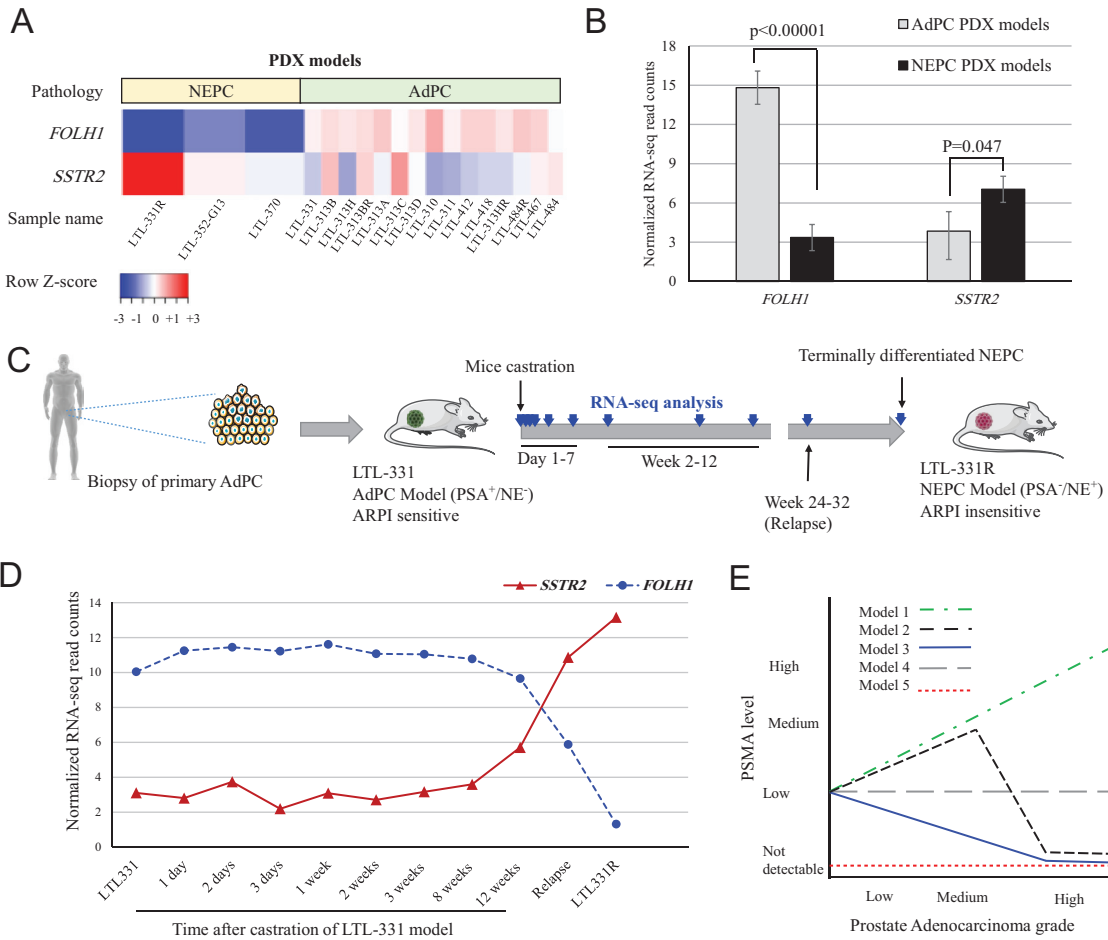 A
PDX models
Pathology
NEPC
AdPC
FOLH1
SSTR2
Sample name
LTL-331R
LTL-352-G13
LTL-370
LTL-331
LTL-313B
LTL-313H
LTL-313BR
LTL-313A
LTL-313C
LTL-313D
LTL-310
LTL-311
LTL-412
LTL-418
LTL-313HR
LTL-484R
LTL-467
LTL-484
Row Z-score
-3 -1 0 +1 +3
B
AdPC PDX models
NEPC PDX models
p<0.00001
P=0.047
Normalized RNA-seq read counts
18
15
12
9
6
3
0
FOLH1
SSTR2
C
Biopsy of primary AdPC
Mice castration
LTL-331
AdPC Model (PSA⁺/NE⁻)
ARPI sensitive
RNA-seq analysis
Day 1-7
Week 2-12
Week 24-32
(Relapse)
Terminally differentiated NEPC
LTL-331R
NEPC Model (PSA⁻/NE⁺)
ARPI insensitive
D
SSTR2
FOLH1
Normalized RNA-seq read counts
14
12
10
8
6
4
2
0
LTL331
1 day
2 days
3 days
1 week
2 weeks
3 weeks
8 weeks
12 weeks
Relapse
LTL331R
Time after castration of LTL-331 model
E
Model 1
Model 2
Model 3
Model 4
Model 5
PSMA level
High
Medium
Low
Not
detectable
Low
Medium
High
Prostate Adenocarcinoma grade